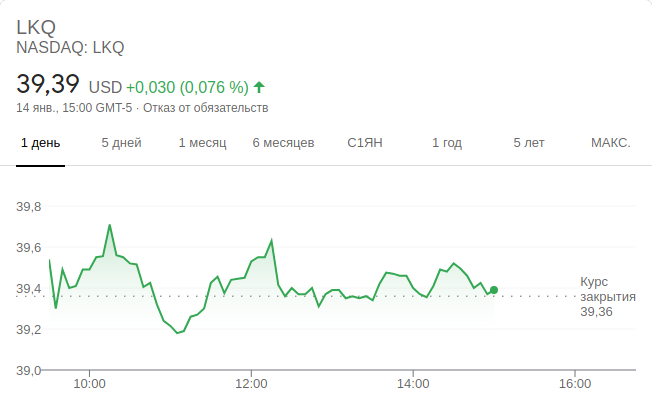 LKQ
NASDAQ: LKQ
39,39 USD +0,030 (0,076 %)
14 янв., 15:00 GMT-5 · Отказ от обязательств
1 день 5 дней 1 месяц 6 месяцев С1ЯН 1 год 5 лет МАКС.
39,8
39,6
39,4
39,2
39,0
Курс
закрытия
39,36
10:00 12:00 14:00 16:00